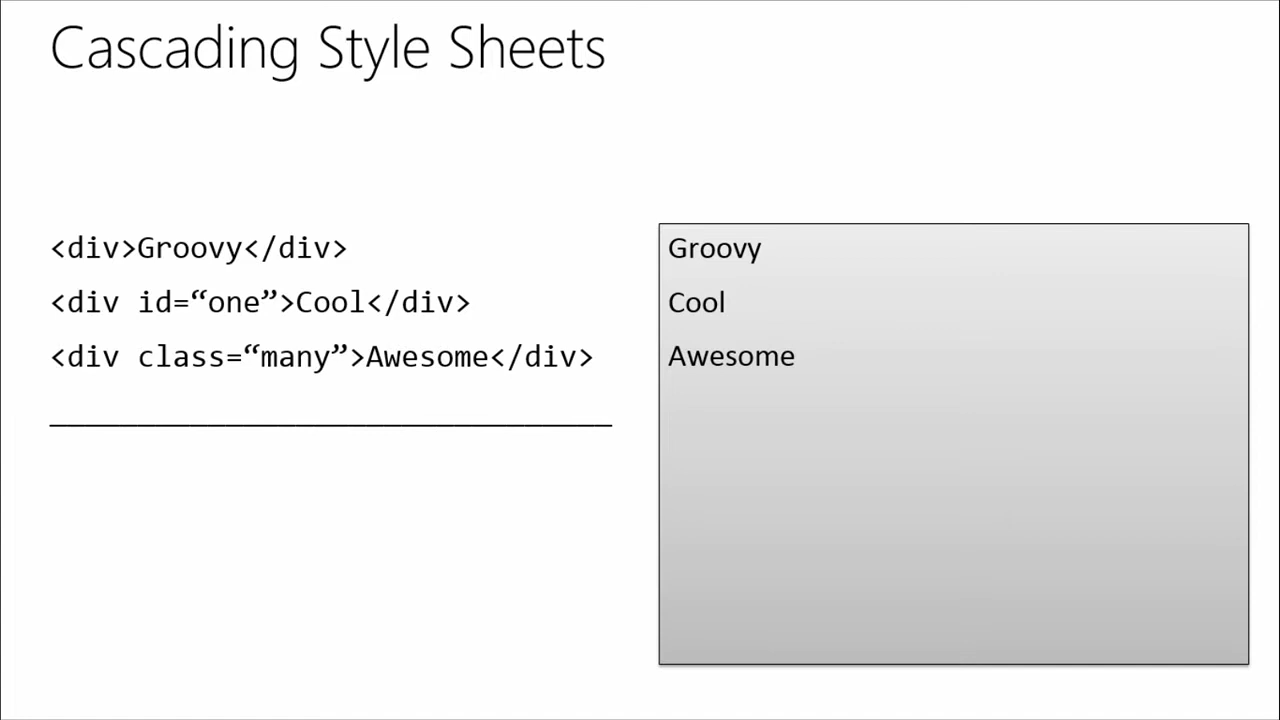 Cascading Style Sheets
<div>Groovy</div>
<div id=“one”>Cool</div>
<div class=“many”>Awesome</div>
Groovy
Cool
Awesome